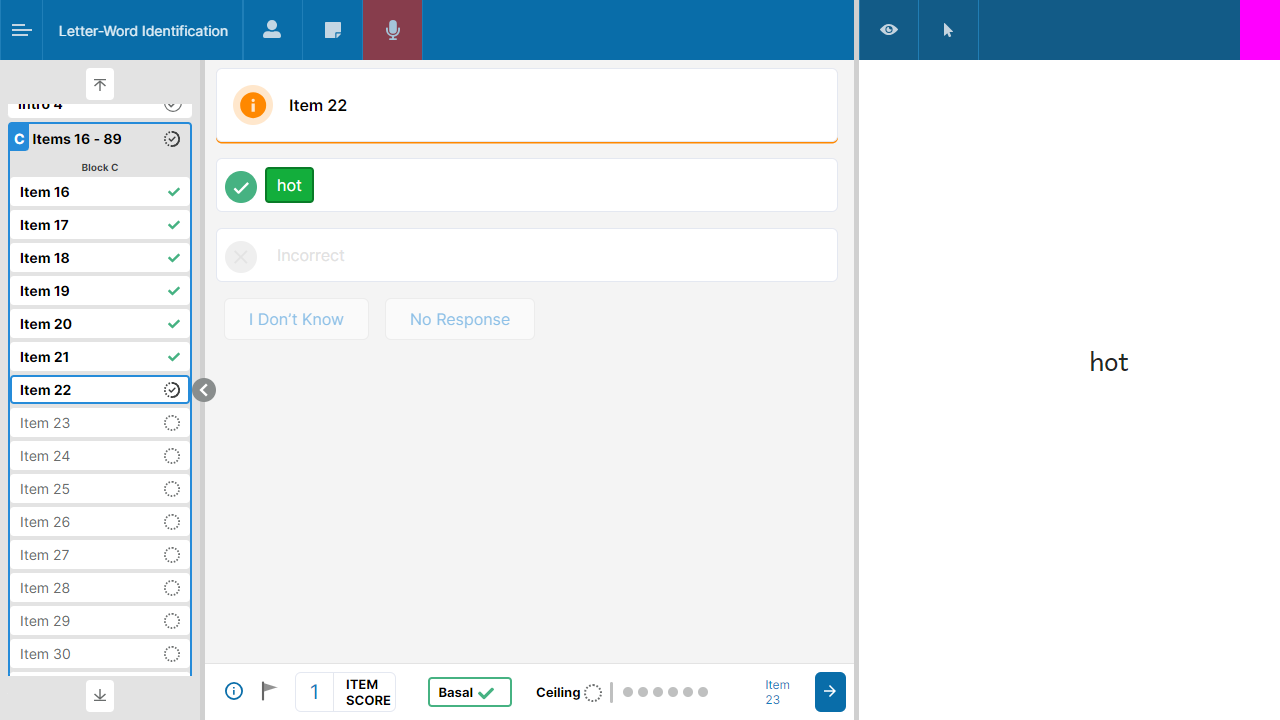 Letter-Word Identification
Intro 4
C Items 16 - 89
Block C
Item 16
Item 17
Item 18
Item 19
Item 20
Item 21
Item 22
Item 23
Item 24
Item 25
Item 26
Item 27
Item 28
Item 29
Item 30
Item 22
hot
Incorrect
I Don't Know
No Response
1
ITEM
SCORE
Basal
Ceiling
Item
23
hot